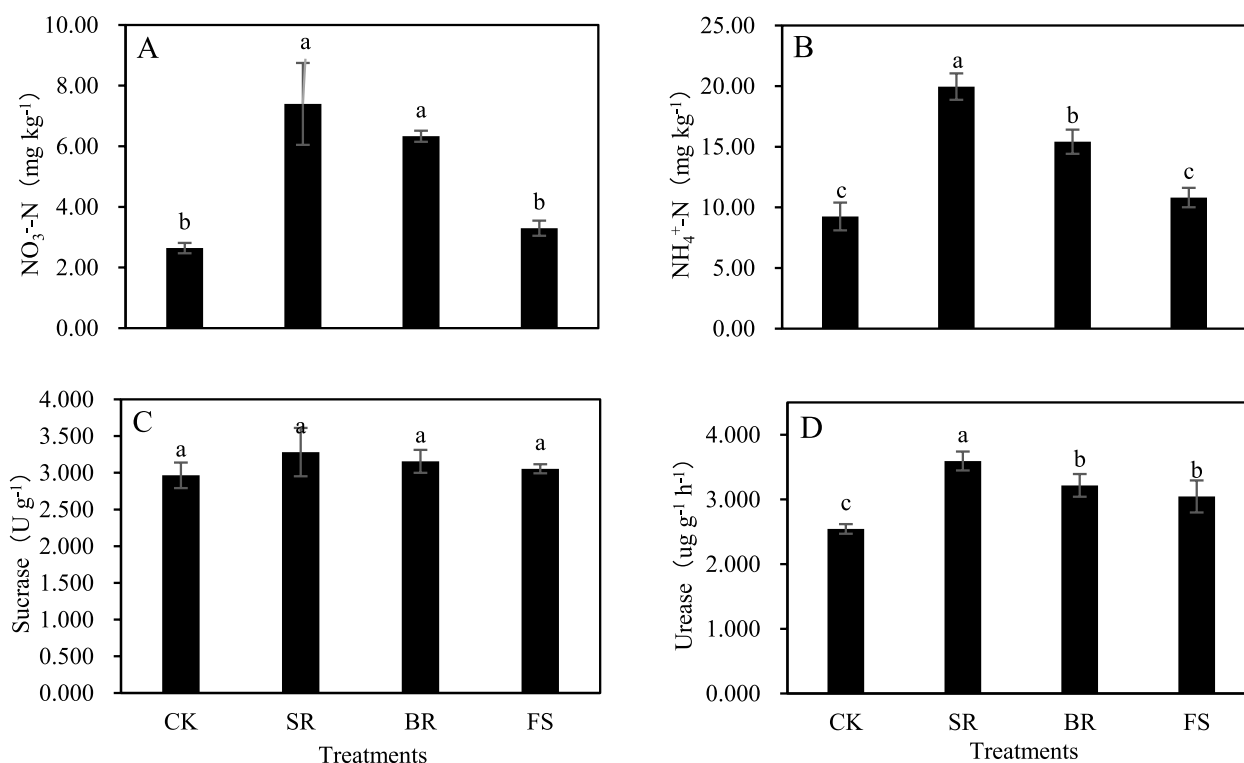 A
NO₃⁻-N（mg kg⁻¹）
10.00
8.00
6.00
4.00
2.00
0.00
b
a
a
b
B
NH₄⁺-N（mg kg⁻¹）
25.00
20.00
15.00
10.00
5.00
0.00
c
a
b
c
C
Sucrase（U g⁻¹）
4.000
3.500
3.000
2.500
2.000
1.500
1.000
0.500
0.000
a
a
a
a
CK SR BR FS
Treatments
D
Urease（ug g⁻¹ h⁻¹）
4.000
3.000
2.000
1.000
0.000
c
a
b
b
CK SR BR FS
Treatments